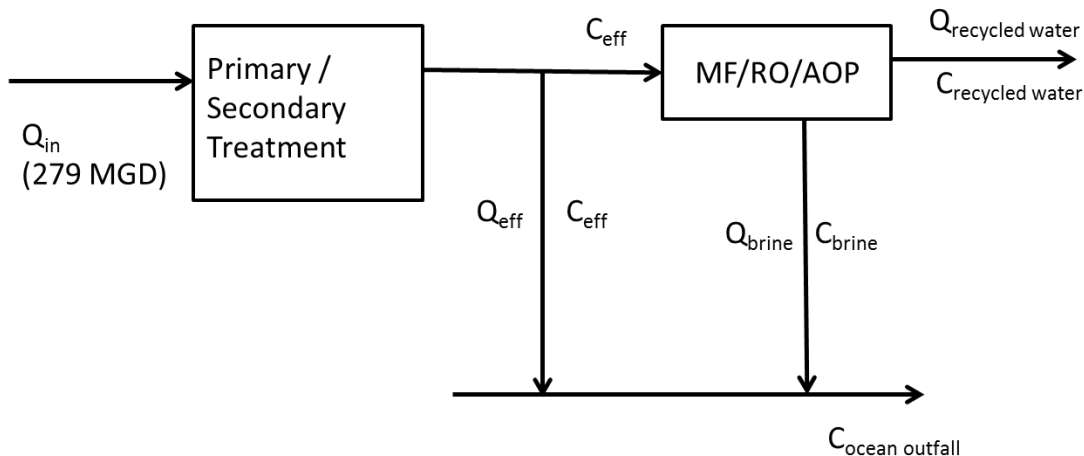 Primary /
Secondary
Treatment
Q_in
(279 MGD)
C_eff
MF/RO/AOP
Q_recycled water
C_recycled water
Q_eff
C_eff
Q_brine
C_brine
C_ocean outfall